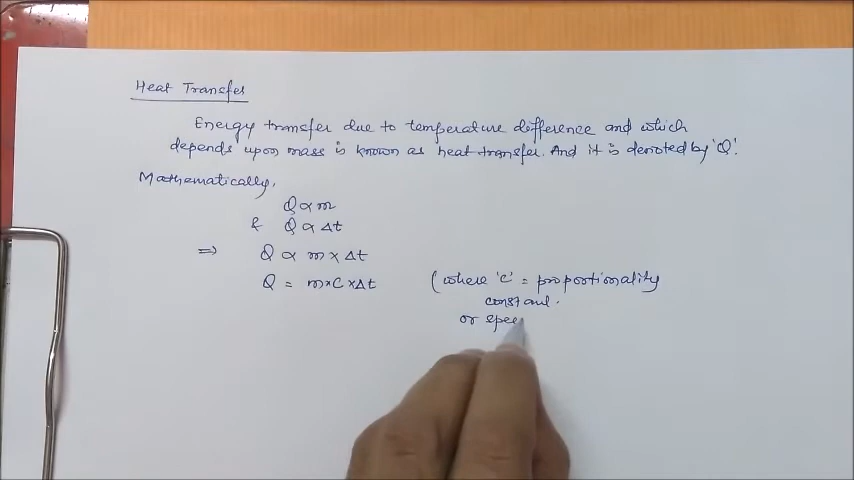 Heat Transfer
Energy transfer due to temperature difference and which
depends upon mass is known as heat transfer. And it is denoted by 'Q'.
Mathematically,
Q ∝ m
& Q ∝ Δt
⇒ Q ∝ m × Δt
Q = m × C × Δt (where 'C' = proportionality
constant.
or spec